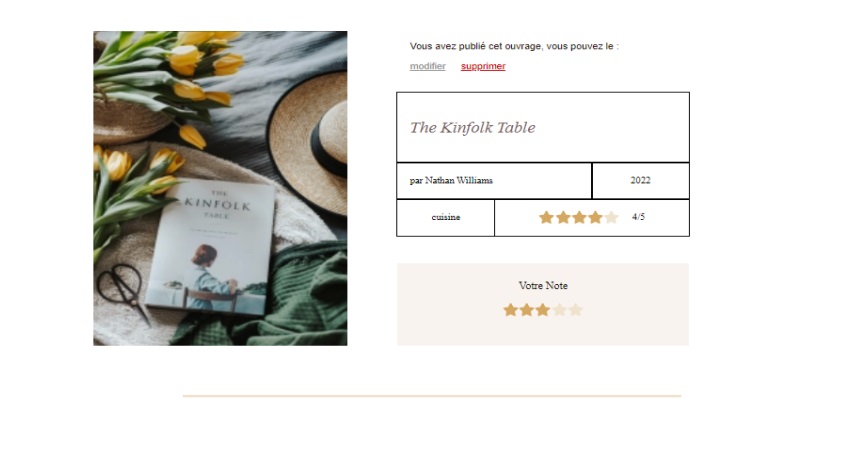 Vous avez publié cet ouvrage, vous pouvez le :
modifier supprimer
The Kinfolk Table
par Nathan Williams
2022
cuisine
4/5
Votre Note
THE
KINFOLK
TABLE